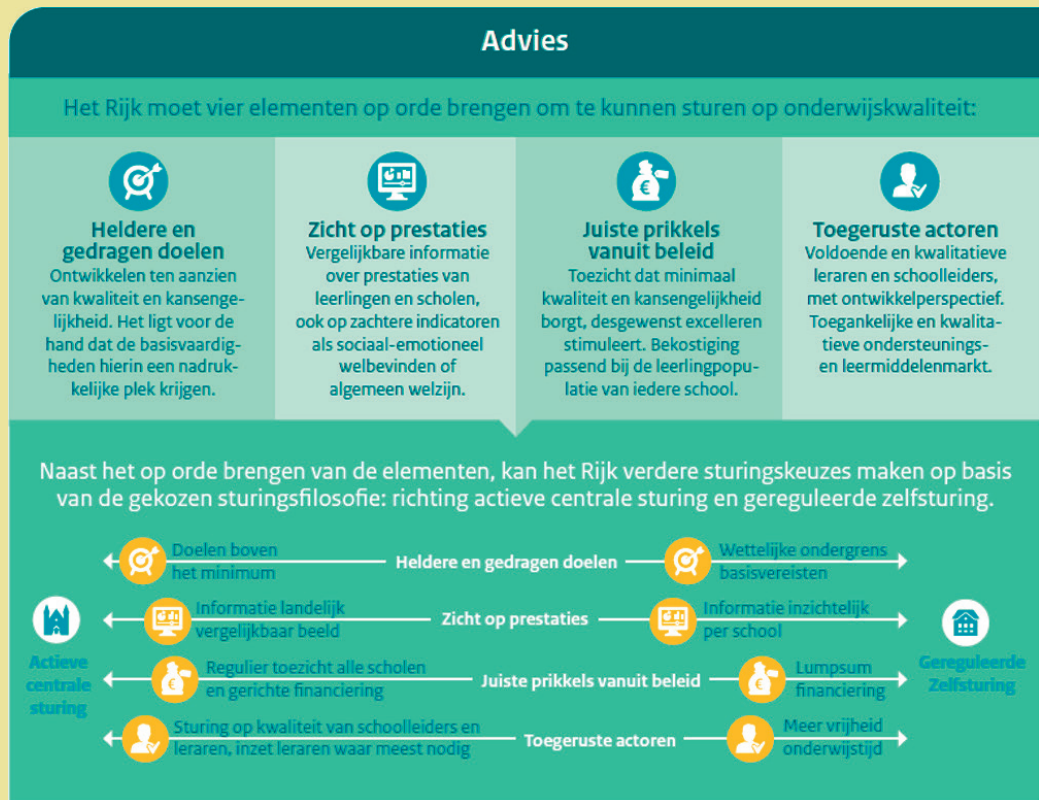 Advies
Het Rijk moet vier elementen op orde brengen om te kunnen sturen op onderwijskwaliteit:
Heldere en
gedragen doelen
Ontwikkelen ten aanzien
van kwaliteit en kansenge-
lijkheid. Het ligt voor de
hand dat de basisvaardig-
heden hierin een nadruk-
kelijke plek krijgen.
Zicht op prestaties
Vergelijkbare informatie
over prestaties van
leerlingen en scholen,
ook op zachtere indicatoren
als sociaal-emotioneel
welbevinden of
algemeen welzijn.
Juiste prikkels
vanuit beleid
Toezicht dat minimaal
kwaliteit en kansengelijkheid
borgt, desgewenst excelleren
stimuleert. Bekostiging
passend bij de leerlingpopu-
latie van iedere school.
Toegeruste actoren
Voldoende en kwalitatieve
leraren en schoolleiders,
met ontwikkelperspectief.
Toegankelijke en kwalita-
tieve ondersteunings-
en leermiddelenmarkt.
Naast het op orde brengen van de elementen, kan het Rijk verdere sturingskeuzes maken op basis
van de gekozen sturingsfilosofie: richting actieve centrale sturing en gereguleerde zelfsturing.
Actieve
centrale
sturing
Doelen boven
het minimum
Heldere en gedragen doelen
Wettelijke ondergrens
basisvereisten
Informatie landelijk
vergelijkbaar beeld
Zicht op prestaties
Informatie inzichtelijk
per school
Regulier toezicht alle scholen
en gerichte financiering
Juiste prikkels vanuit beleid
Lumpsum
financiering
Sturing op kwaliteit van schoolleiders en
leraren, inzet leraren waar meest nodig
Toegeruste actoren
Meer vrijheid
onderwijstijd
Gereguleerde
Zelfsturing